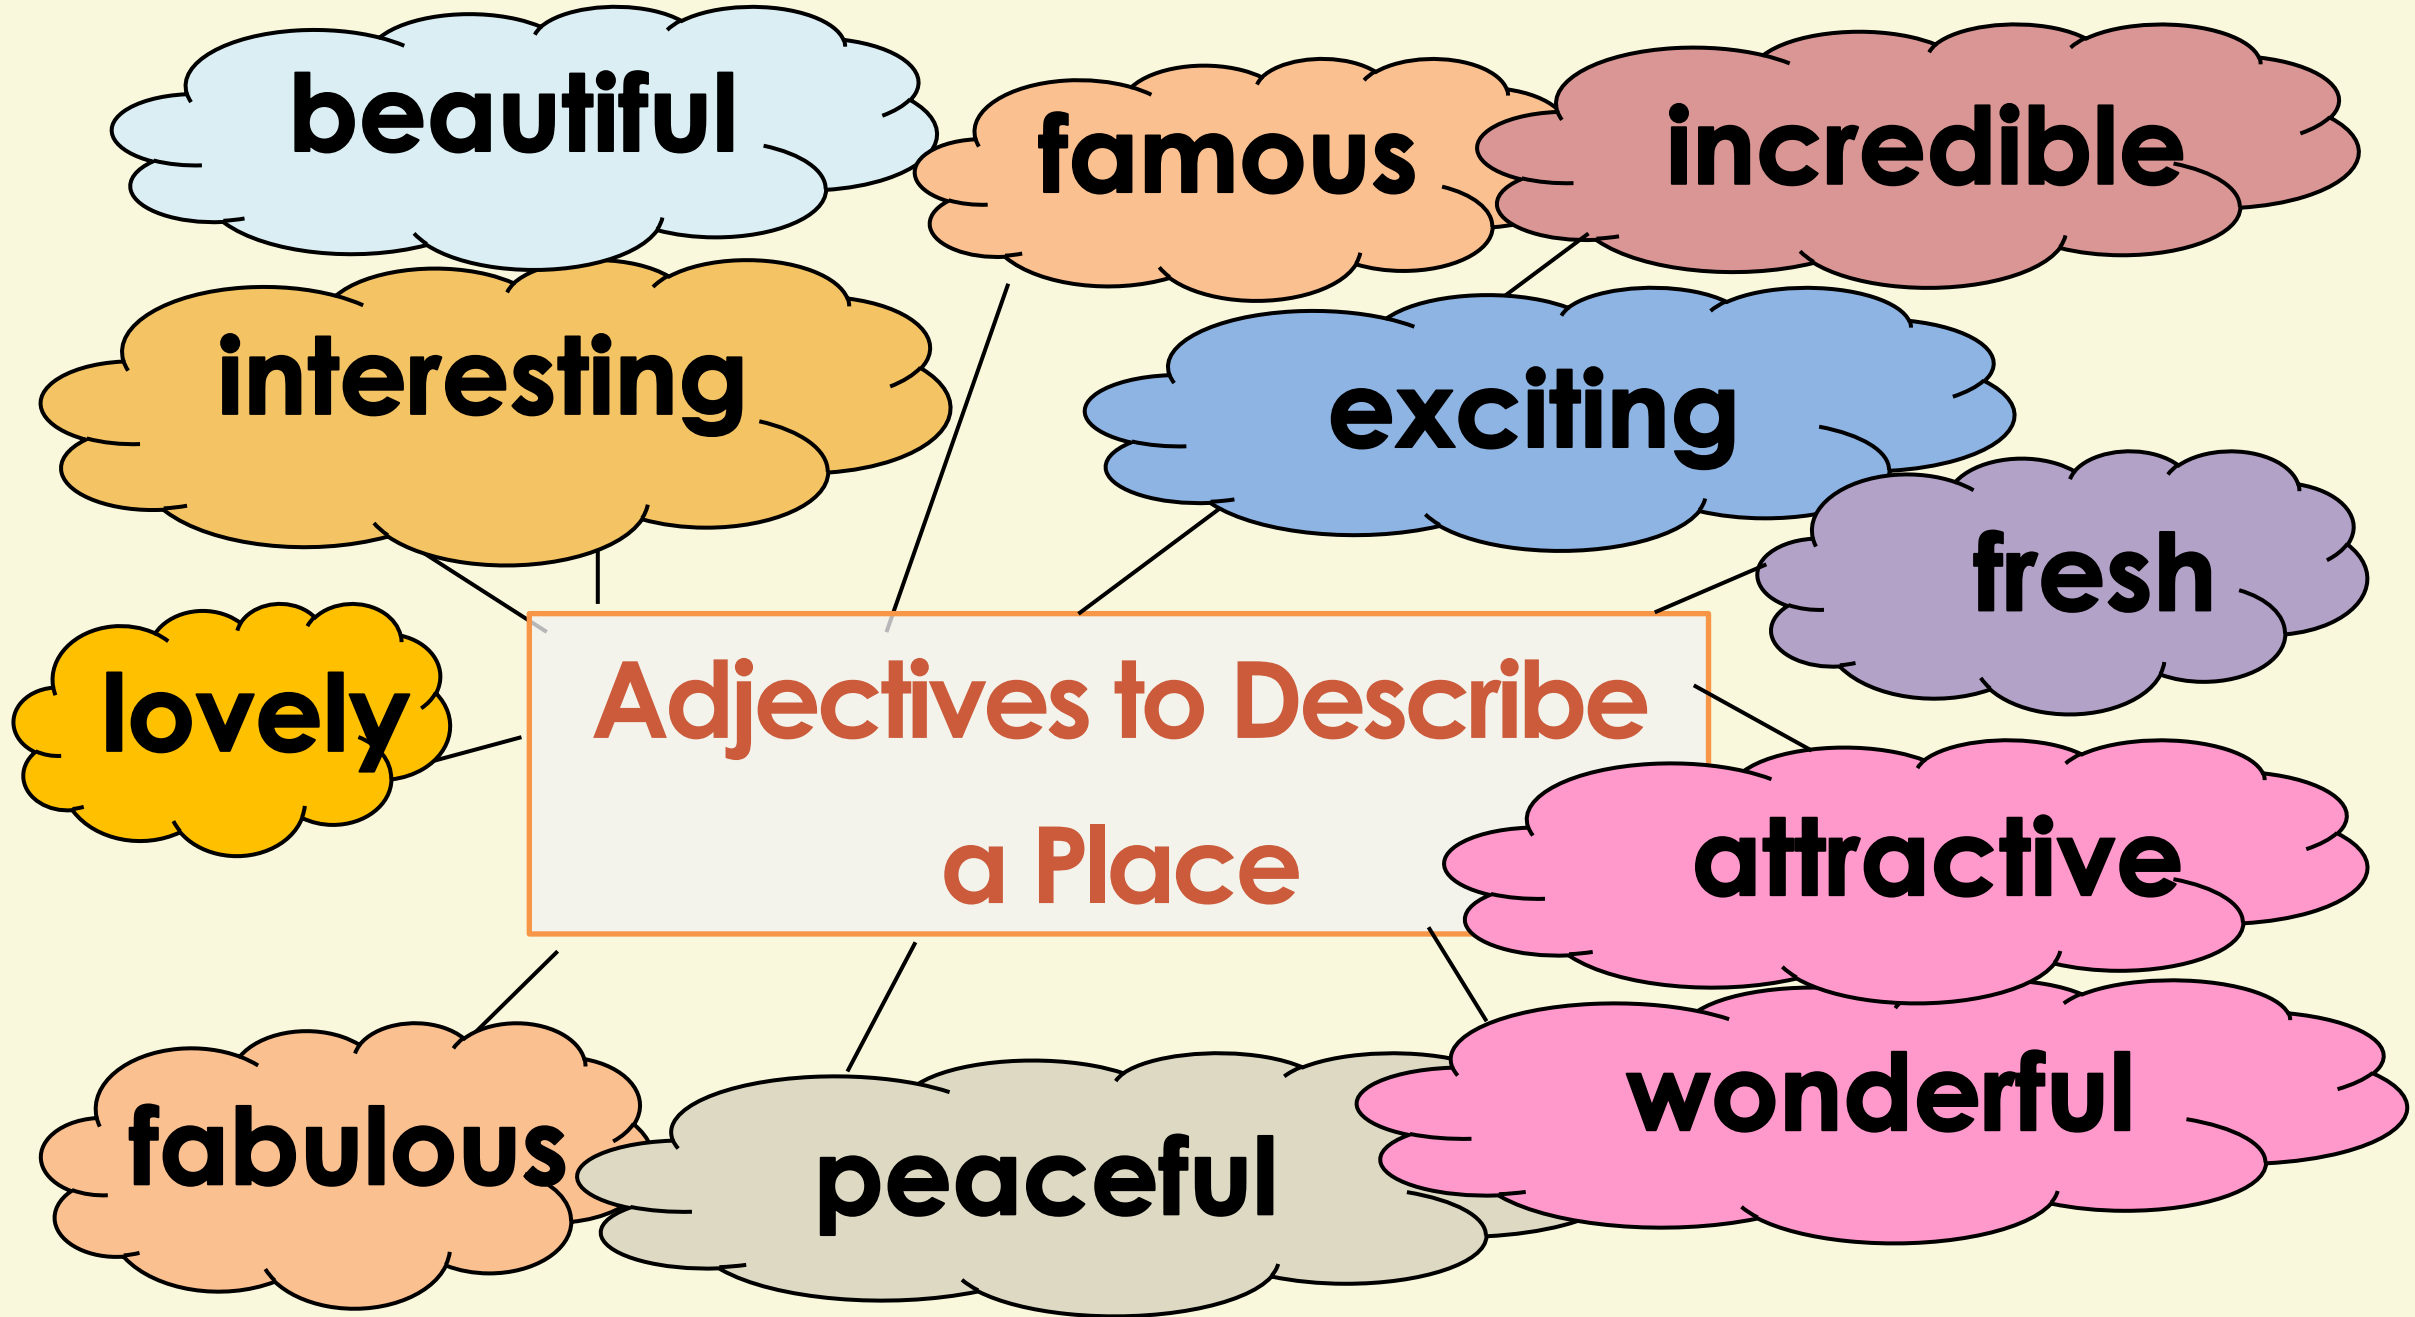 beautiful
famous
incredible
interesting
exciting
fresh
lovely
Adjectives to Describe
a Place
attractive
wonderful
fabulous
peaceful